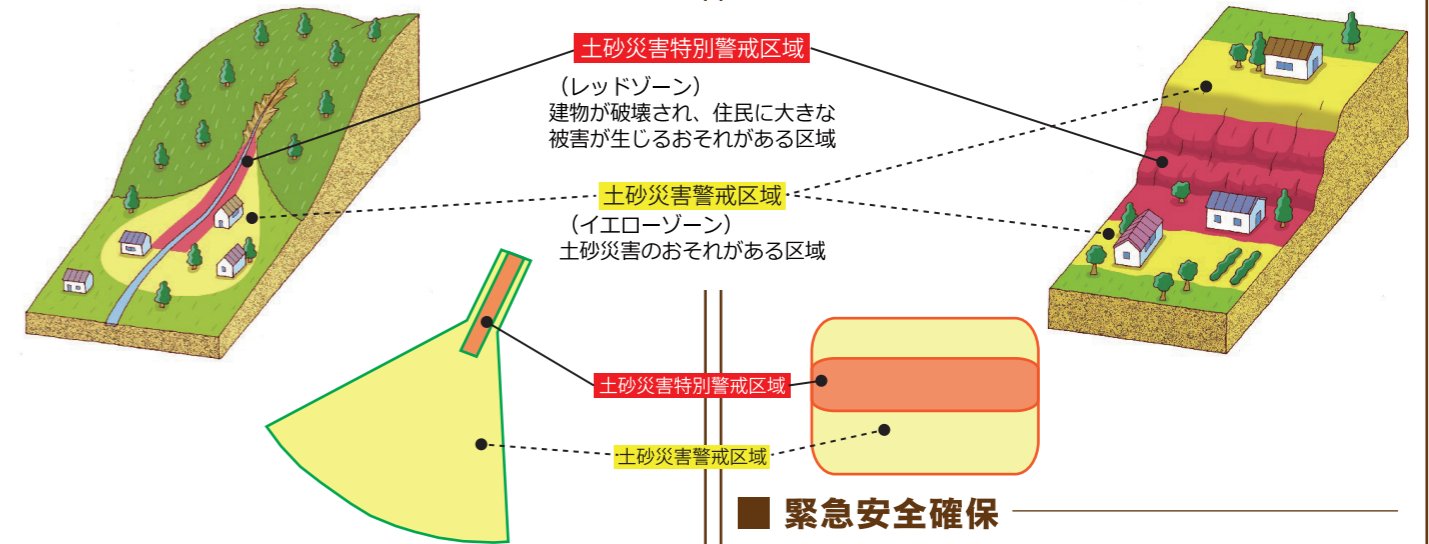 土砂災害特別警戒区域
（レッドゾーン）
建物が破壊され、住民に大きな
被害が生じるおそれがある区域
土砂災害警戒区域
（イエローゾーン）
土砂災害のおそれがある区域
土砂災害特別警戒区域
土砂災害警戒区域
■ 緊急安全確保